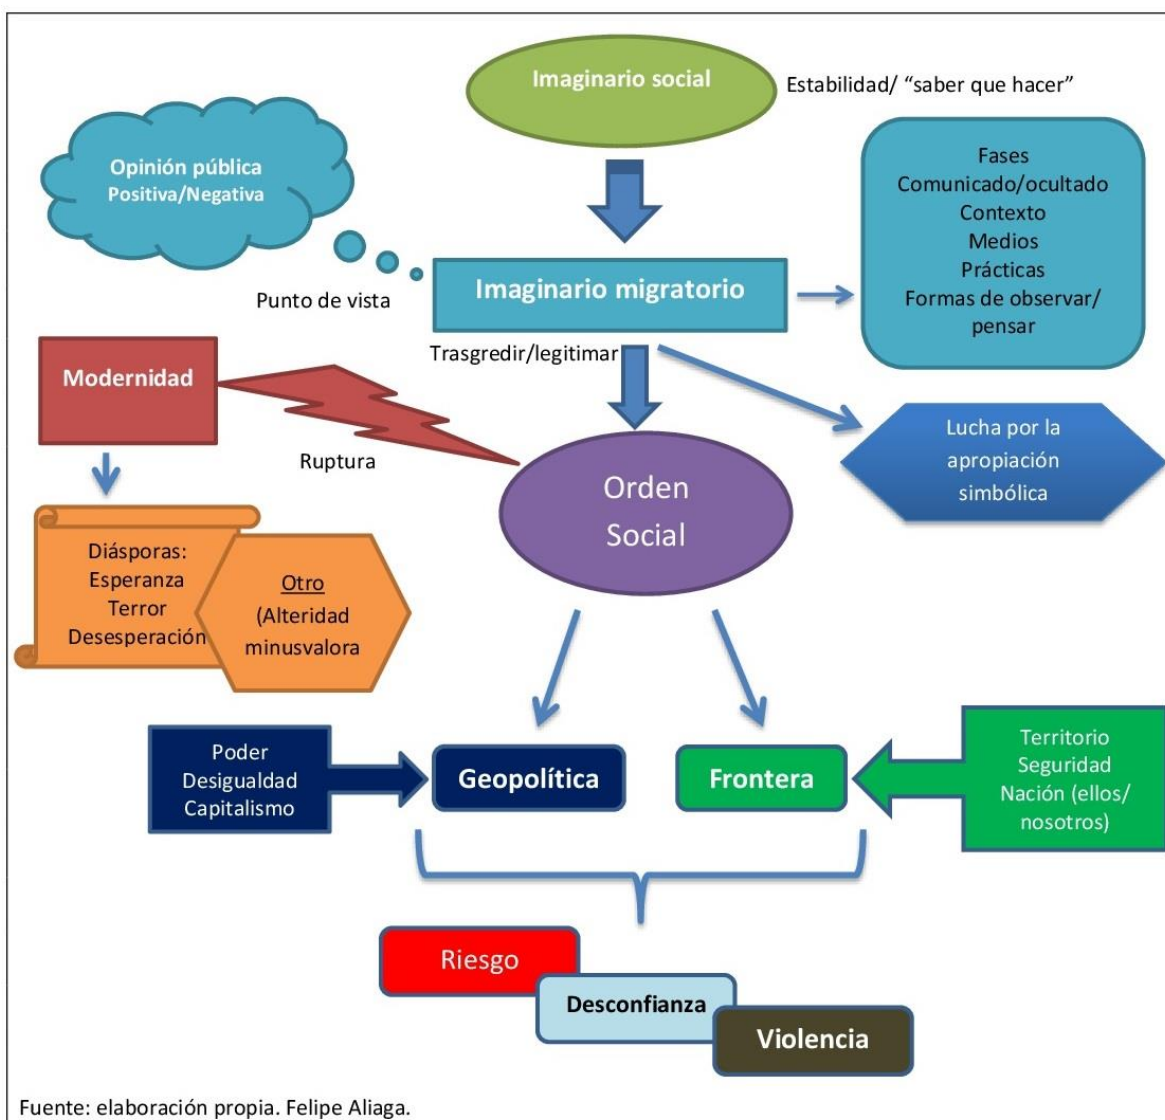 Imaginario social
Estabilidad/ “saber que hacer”
Opinión pública
Positiva/Negativa
Fases
Comunicado/ocultado
Contexto
Medios
Prácticas
Formas de observar/
pensar
Punto de vista
Imaginario migratorio
Trasgredir/legitimar
Modernidad
Ruptura
Lucha por la
apropiación
simbólica
Orden
Social
Diásporas:
Esperanza
Terror
Desesperación
Otro
(Alteridad
minusvalora
Poder
Desigualdad
Capitalismo
Geopolítica
Frontera
Territorio
Seguridad
Nación (ellos/
nosotros)
Riesgo
Desconfianza
Violencia
Fuente: elaboración propia. Felipe Aliaga.